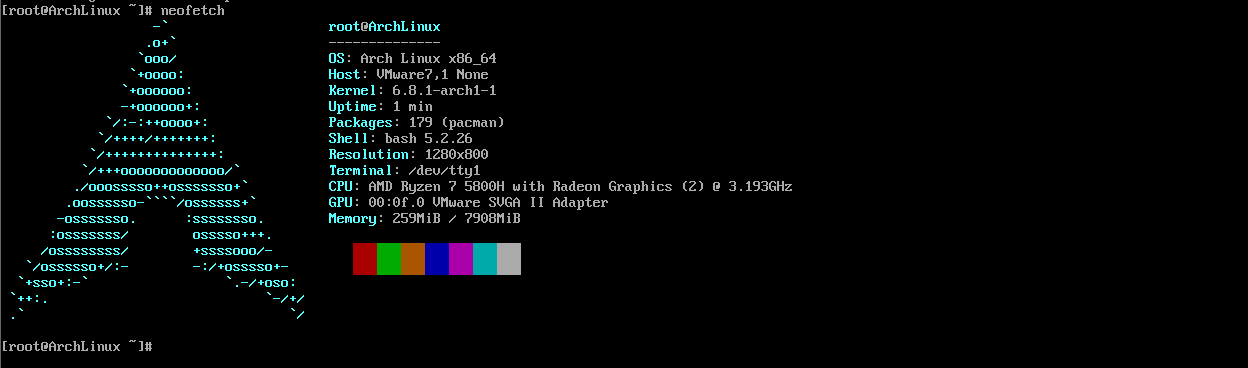 [root@ArchLinux ~]# neofetch
                   -`                    root@ArchLinux
                  .o+`                   --------------
                 `ooo/                   OS: Arch Linux x86_64
                `+oooo:                  Host: VMware7,1 None
               `+oooooo:                 Kernel: 6.8.1-arch1-1
               -+oooooo+:                Uptime: 1 min
             `/:-:++oooo+:               Packages: 179 (pacman)
            `/++++/+++++++:              Shell: bash 5.2.26
           `/++++++++++++++:             Resolution: 1280x800
          `/+++ooooooooooooo/`           Terminal: /dev/tty1
         ./ooosssso++osssssso+`          CPU: AMD Ryzen 7 5800H with Radeon Graphics (2) @ 3.193GHz
        .oossssso-````/ossssss+`         GPU: 00:0f.0 VMware SVGA II Adapter
       -osssssso.      :ssssssso.        Memory: 259MiB / 7908MiB
      :osssssss/        osssso+++.
     /ossssssss/        +ssssooo/-
   `/ossssso+/:-        -:/+osssso+-
  `+sso+:-`                 `.-/+oso:
 `++:.                           `-/+/
 .`                                 `/
[root@ArchLinux ~]#